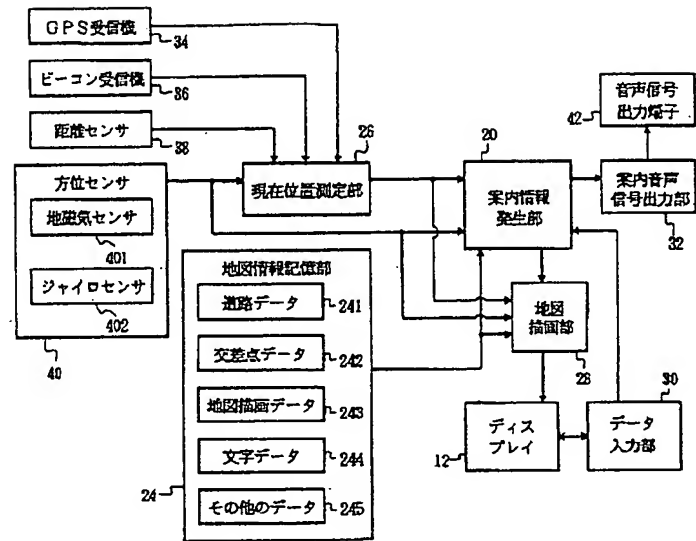 GPS受信機
34
ビーコン受信機
36
距離センサ
38
方位センサ
地磁気センサ
401
ジャイロセンサ
402
40
26
現在位置測定部
20
案内情報
発生部
42
音声信号
出力端子
案内音声
信号出力部
32
地図情報記憶部
道路データ
241
交差点データ
242
地図描画データ
243
文字データ
244
その他のデータ
245
24
地図
描画部
28
ディス
プレイ
12
30
データ
入力部